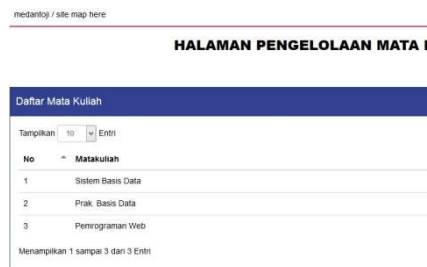 medantoji / site map here
HALAMAN PENGELOLAAN MATA
Daftar Mata Kuliah
Tampilkan 10 Entri
No Matakuliah
1 Sistem Basis Data
2 Prak. Basis Data
3 Pemrograman Web
Menampilkan 1 sampai 3 dari 3 Entri